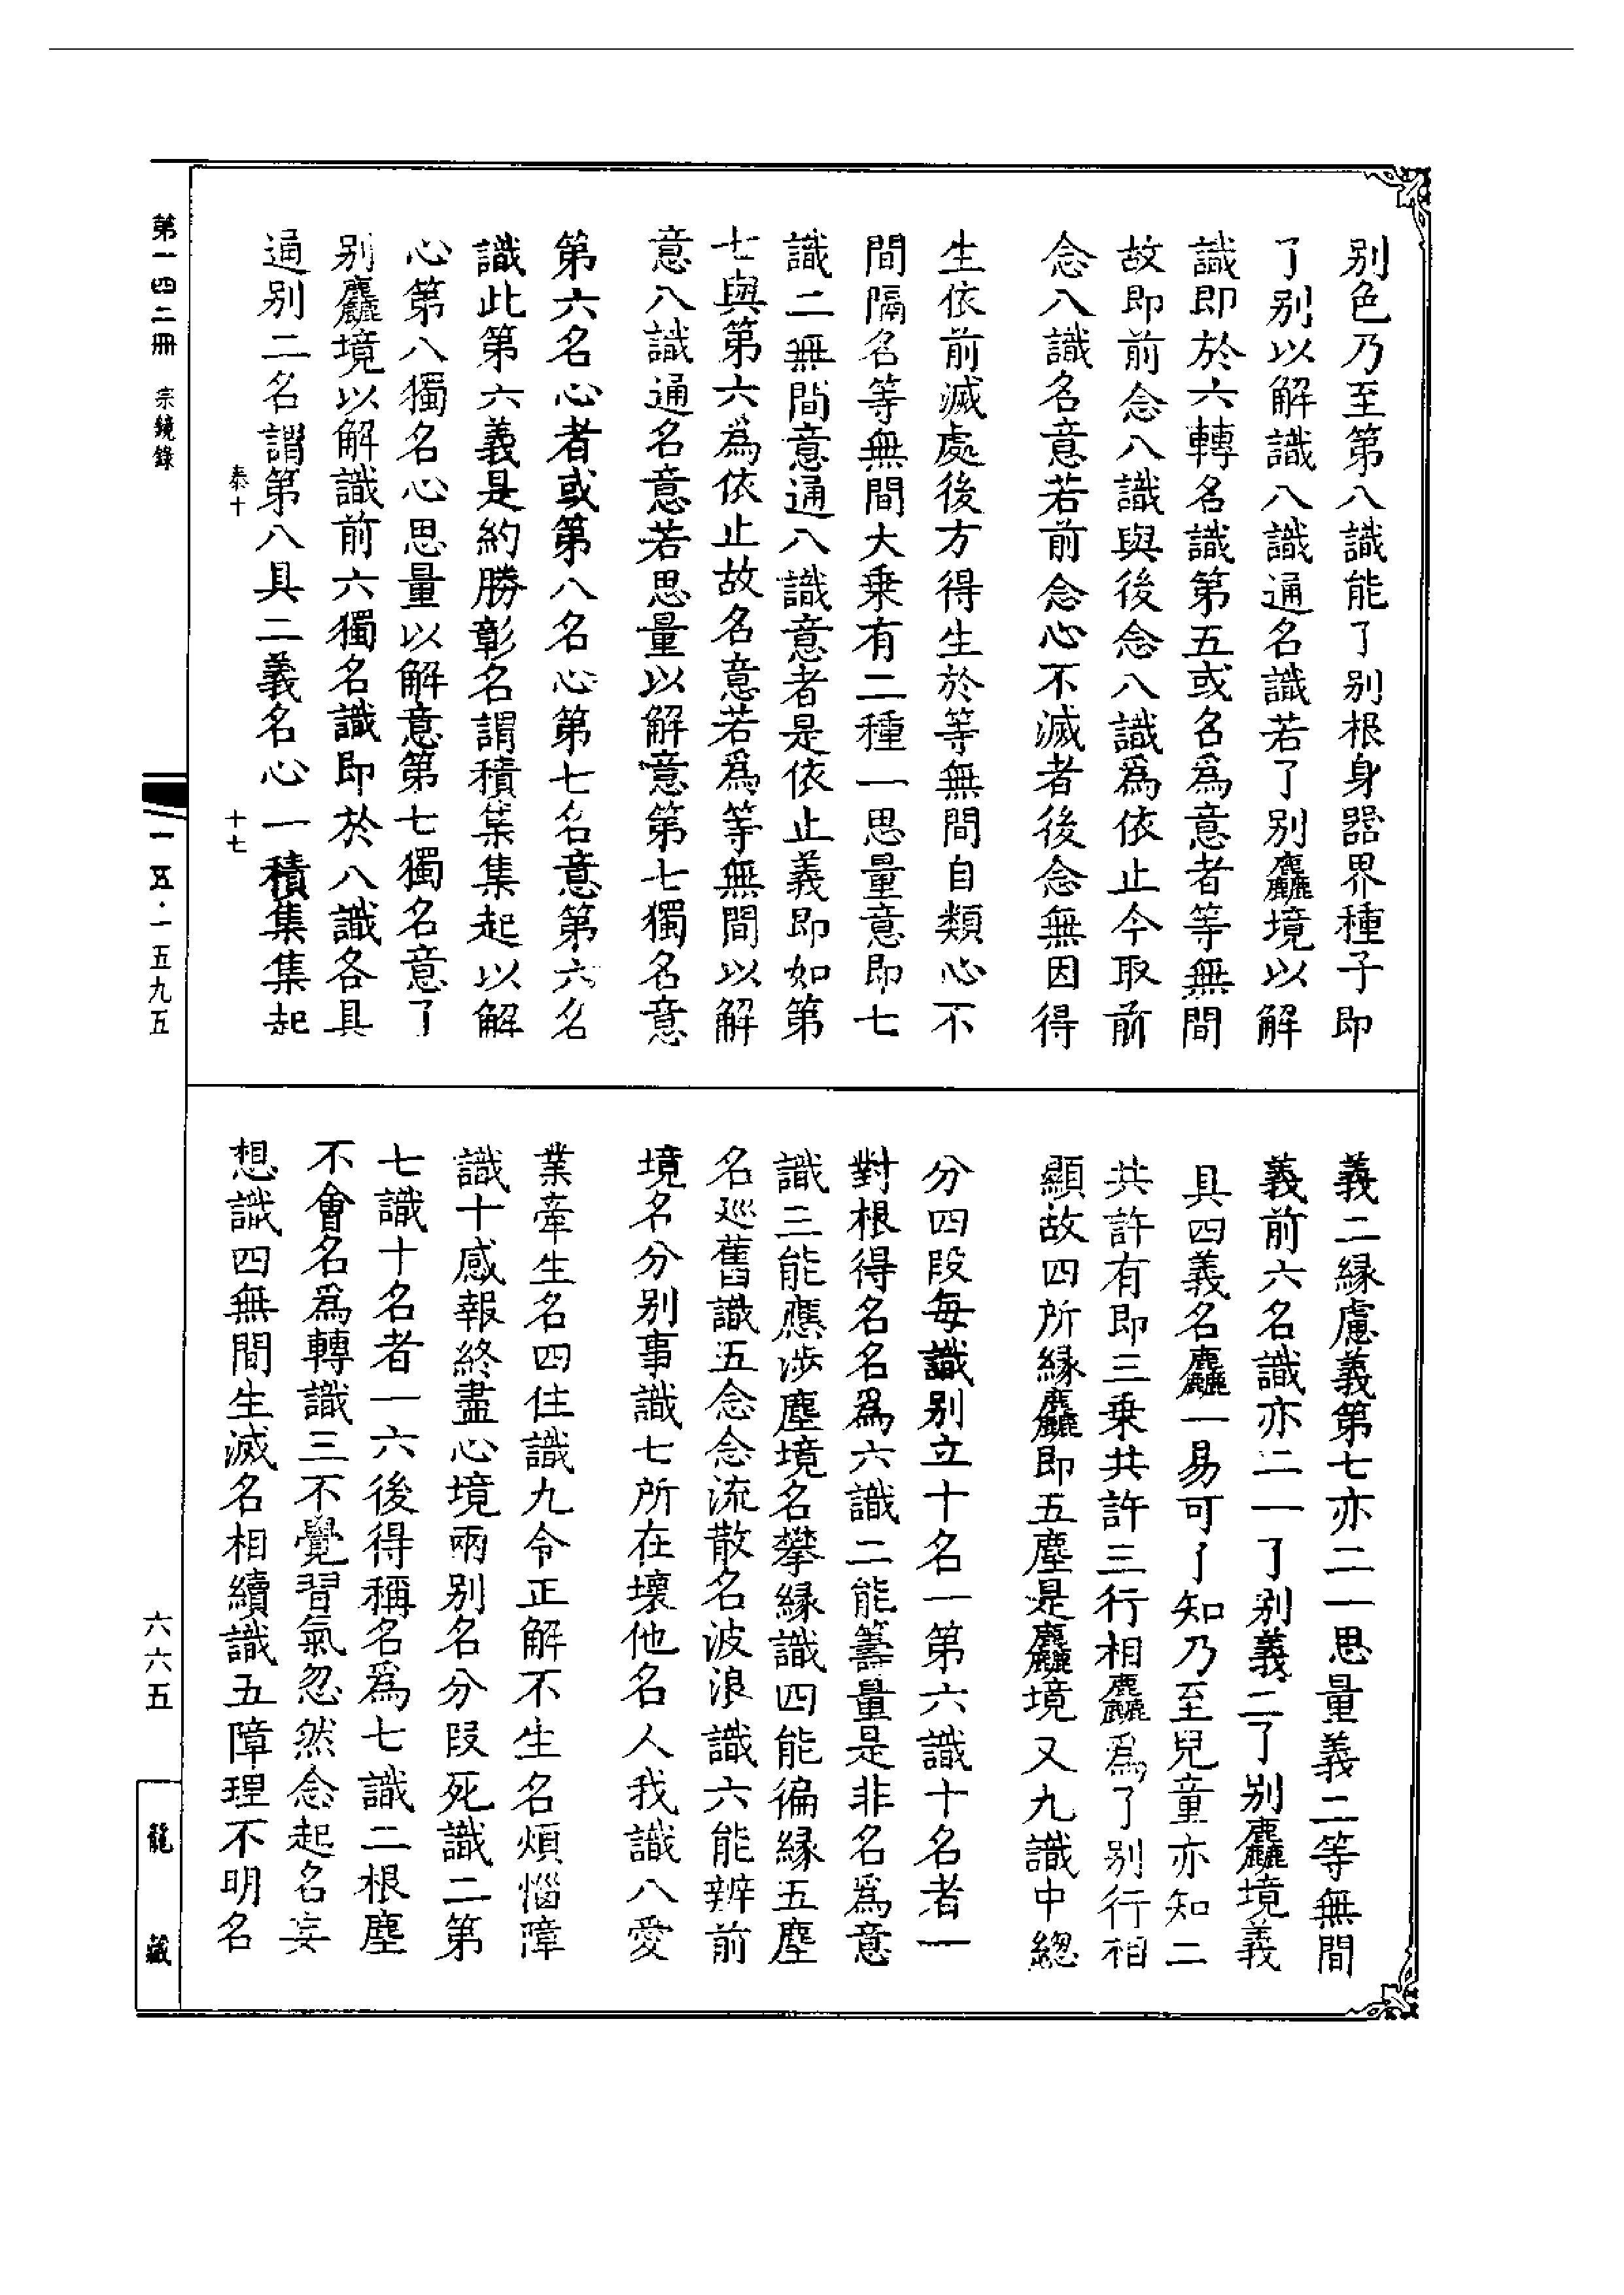 别色乃至第八識能了别根身器界種子即
了别以解識八識通名識若了别麤境以解
識即於六轉名識第五或名爲意者等無間
故即前念八識與後念八識爲依止今取前
念八識名意若前念心不滅者後念無因得
生依前滅處後方得生於等無間自類心不
間隔名等無間大乗有二種一思量意即七
識二無間意通八識意者是依止義即如第
七與第六爲依止故名意若爲等無間以解
意八識通名意若思量以解意第七獨名意
第六名心者或第八名心第七名意第六名
識此第六義是約勝彰名謂積集集起以解
心第八獨名心思量以解意第七獨名意了
别麤境以解識前六獨名識即於八識各具
通别二名謂第八具二義名心一積集集起
義二緣慮義第七亦二一思量義二等無間
義前六名識亦二一了别義二了别麤境義
具四義名麤一易可了知乃至兒童亦知二
共許有即三乗共許三行相麤爲了别行相
顯故四所緣麤即五塵是麤境又九識中總
分四段每識别立十名一第六識十名者一
對根得名名爲六識二能籌量是非名爲意
識三能應涉塵境名攀緣識四能徧緣五塵
名巡舊識五念念流散名波浪識六能辨前
境名分别事識七所在壞他名人我識八愛
業牽生名四住識九令正解不生名煩惱障
識十感報終盡心境兩别名分段死識二第
七識十名者一六後得稱名爲七識二根塵
不會名爲轉識三不覺習氣忽然念起名妄
想識四無間生滅名相續識五障理不明名
第一四二冊
宗鏡錄
泰十
十七
一五·一五九五
六六五
龍藏